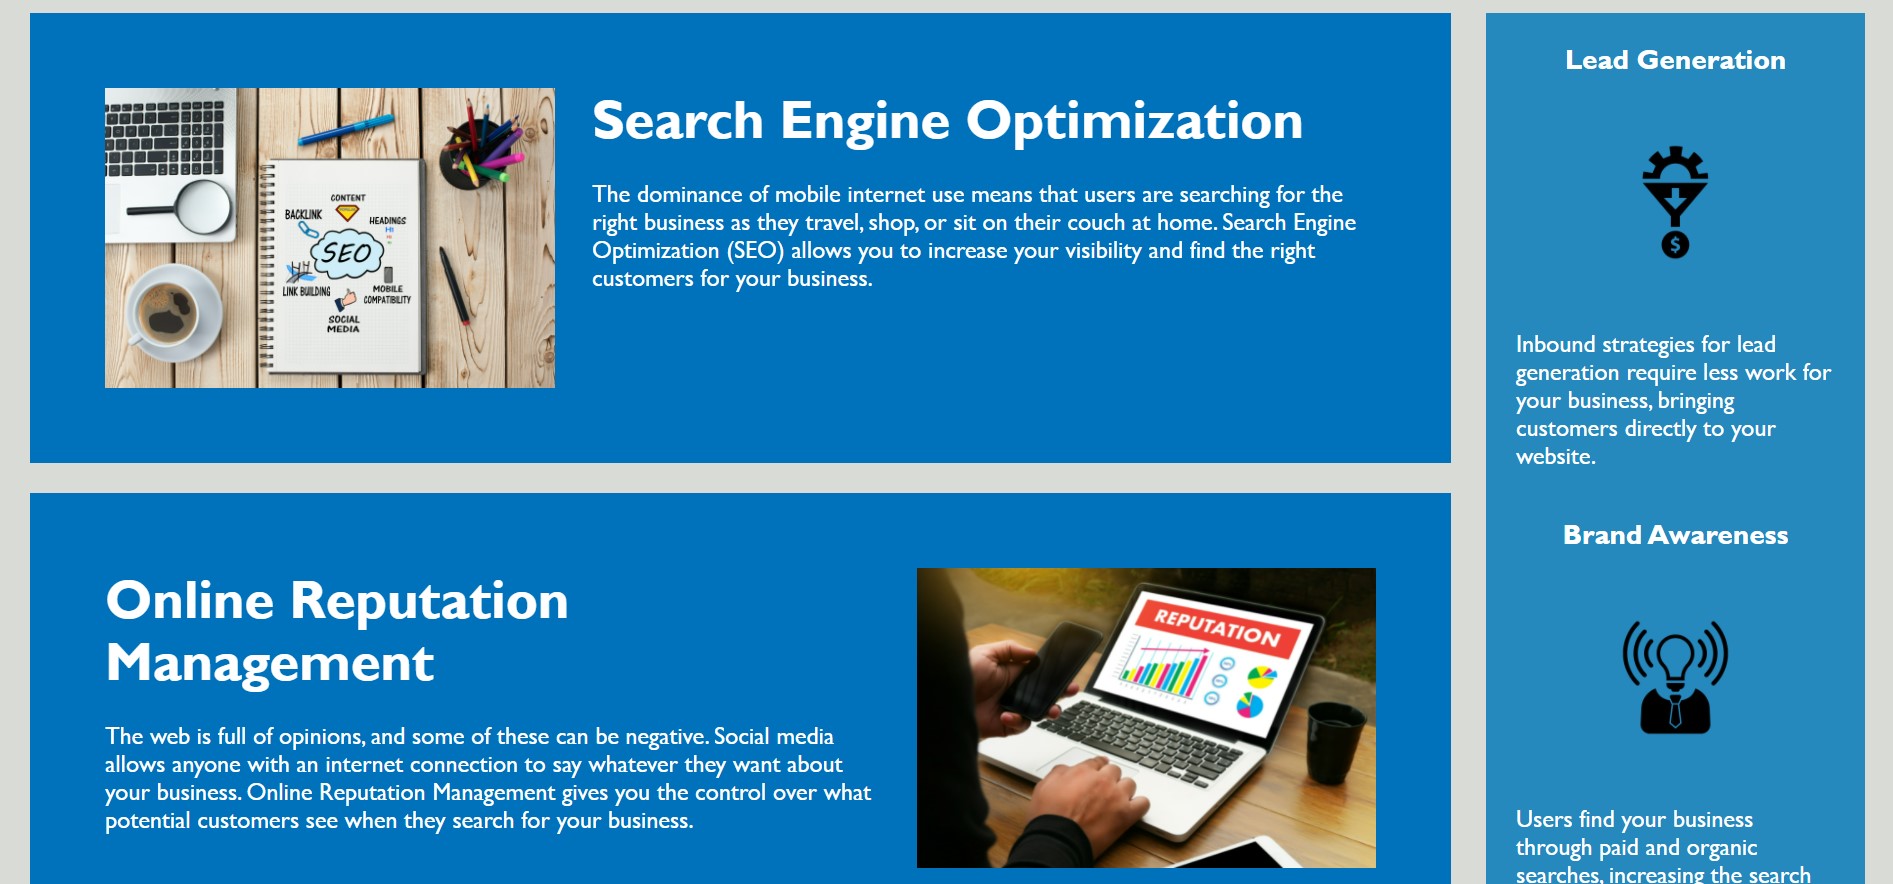 Search Engine Optimization
The dominance of mobile internet use means that users are searching for the
right business as they travel, shop, or sit on their couch at home. Search Engine
Optimization (SEO) allows you to increase your visibility and find the right
customers for your business.
CONTENT
BACKLINK
HEADINGS
H1
SEO
LINK BUILDING
MOBILE
COMPATIBILITY
SOCIAL
MEDIA
Online Reputation
Management
The web is full of opinions, and some of these can be negative. Social media
allows anyone with an internet connection to say whatever they want about
your business. Online Reputation Management gives you the control over what
potential customers see when they search for your business.
REPUTATION
Lead Generation
$
Inbound strategies for lead
generation require less work for
your business, bringing
customers directly to your
website.
Brand Awareness
Users find your business
through paid and organic
searches, increasing the search